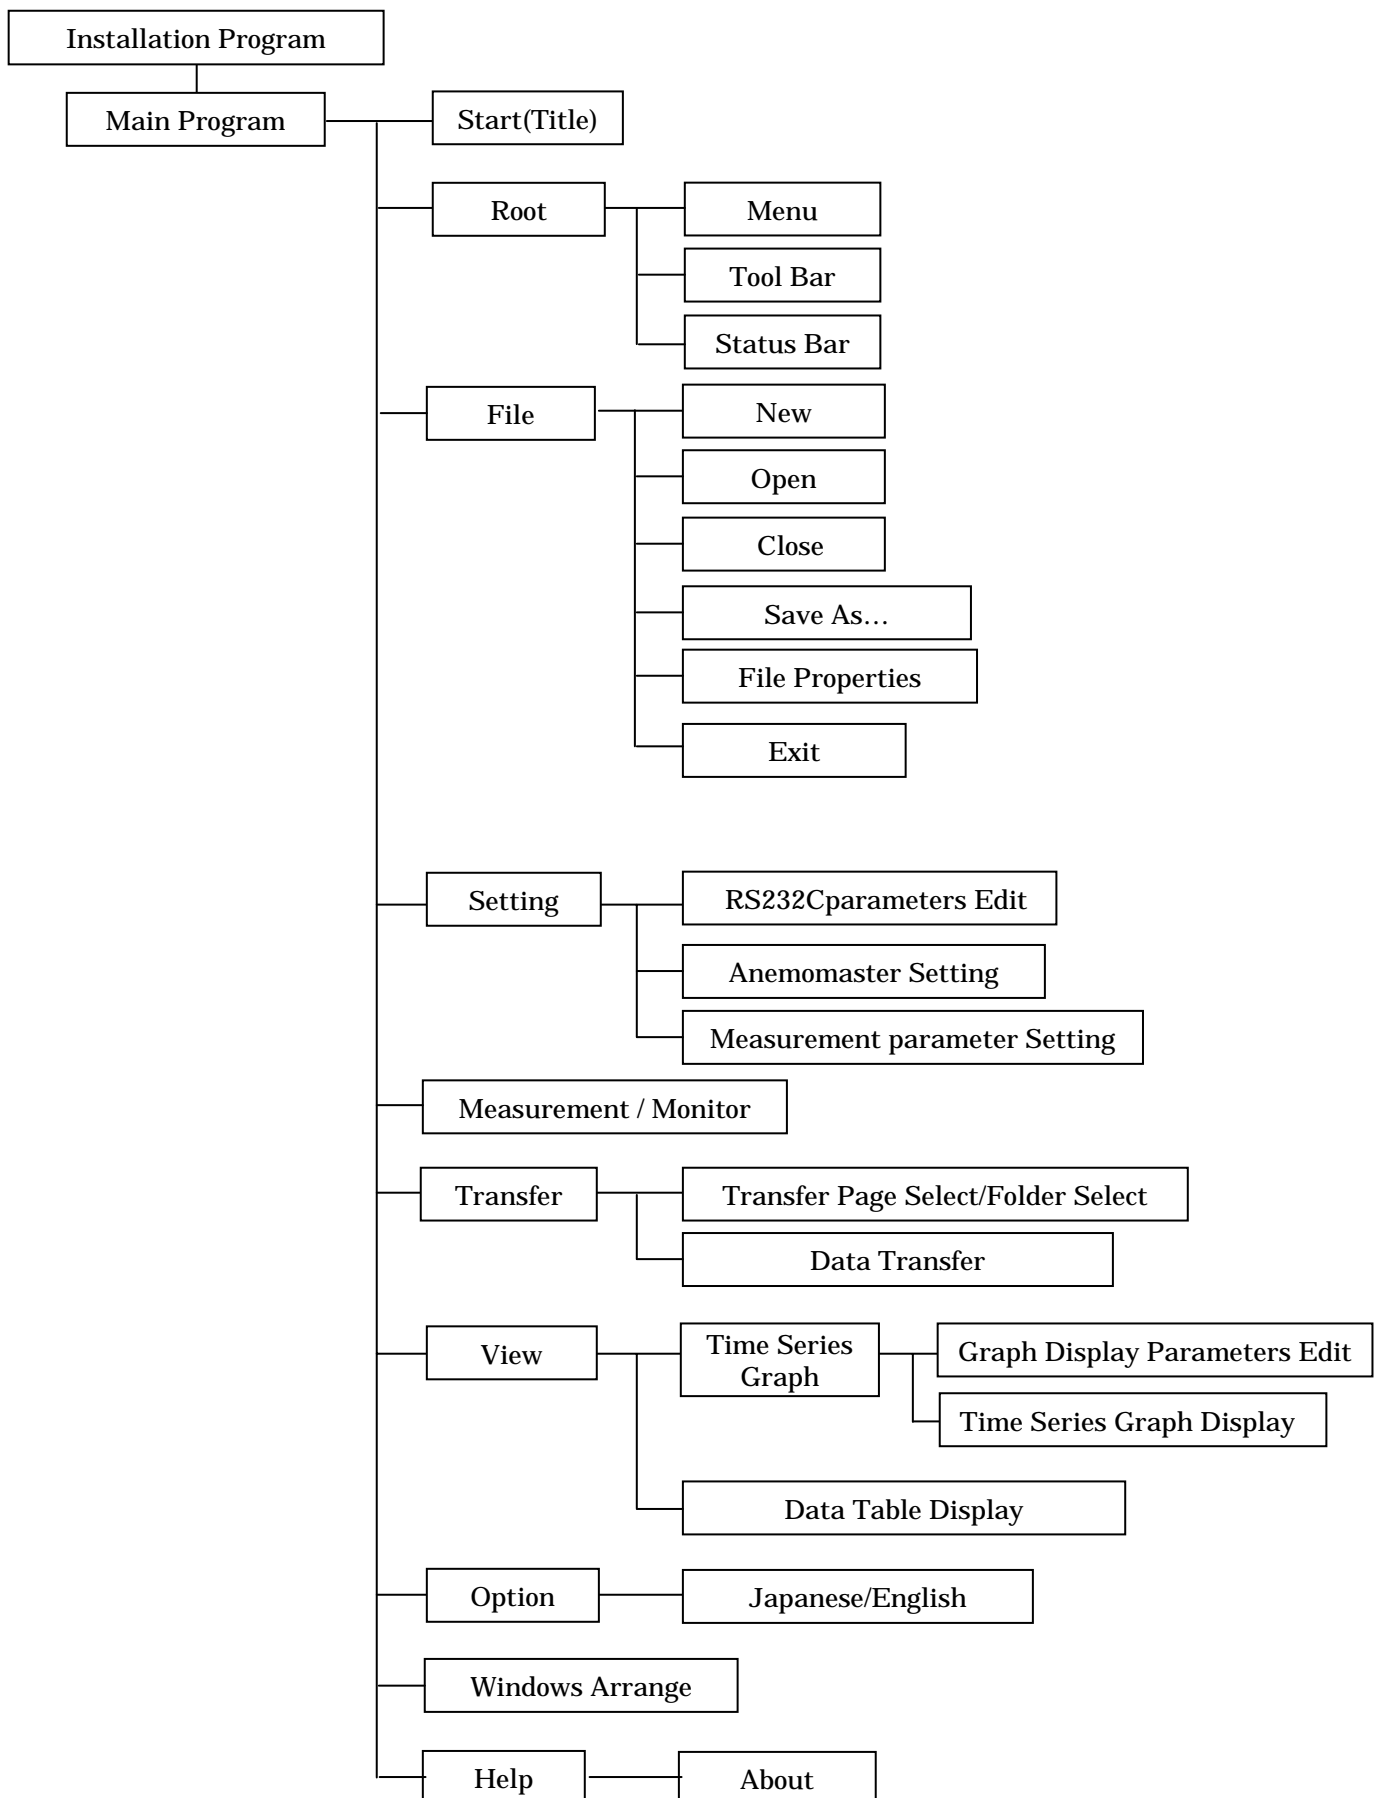 Installation Program
Main Program
Start(Title)
Root
Menu
Tool Bar
Status Bar
File
New
Open
Close
Save As…
File Properties
Exit
Setting
RS232Cparameters Edit
Anemomaster Setting
Measurement parameter Setting
Measurement / Monitor
Transfer
Transfer Page Select/Folder Select
Data Transfer
View
Time Series
Graph
Graph Display Parameters Edit
Time Series Graph Display
Data Table Display
Option
Japanese/English
Windows Arrange
Help
About